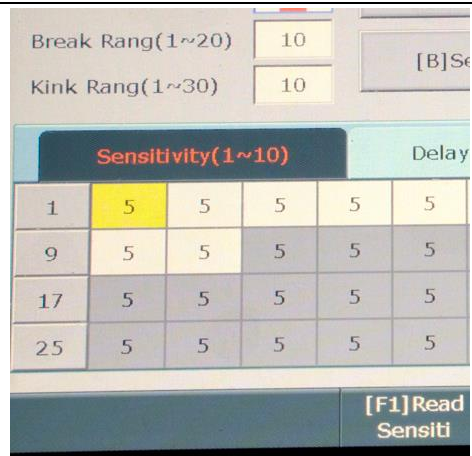 Break Rang(1~20) 10
[B]Se
Kink Rang(1~30) 10
Sensitivity(1~10) Delay
1 5 5 5 5 5
9 5 5 5 5 5
17 5 5 5 5 5
25 5 5 5 5 5
[F1]Read
Sensiti